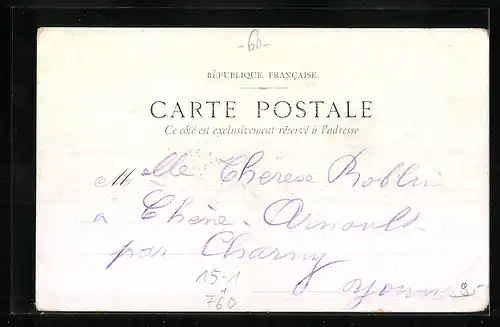 -60-
RÉPUBLIQUE FRANÇAISE
CARTE POSTALE
Ce côté est exclusivement réservé à l'adresse
Melle Thérèse Roblin
à Chêne-Arnoult
par Charny
Yonne
15-1
760
95